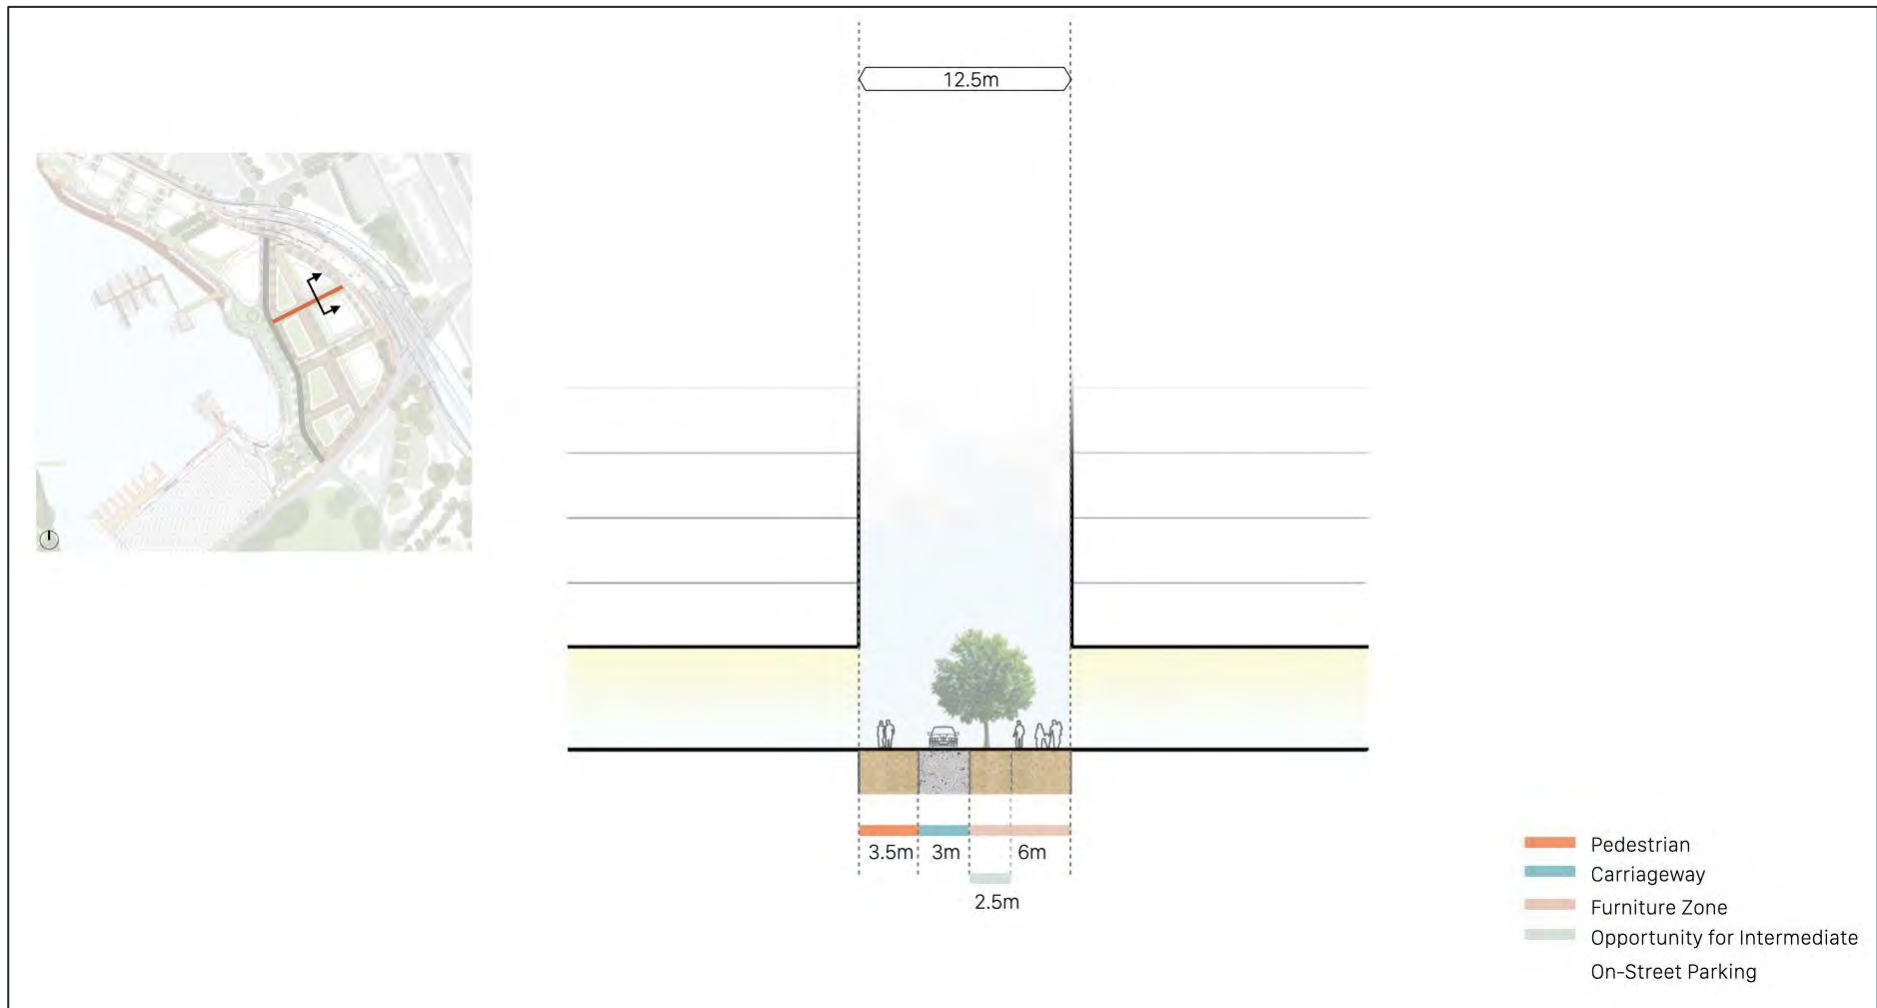 12.5m
3.5m 3m 6m
2.5m
Pedestrian
Carriageway
Furniture Zone
Opportunity for Intermediate
On-Street Parking